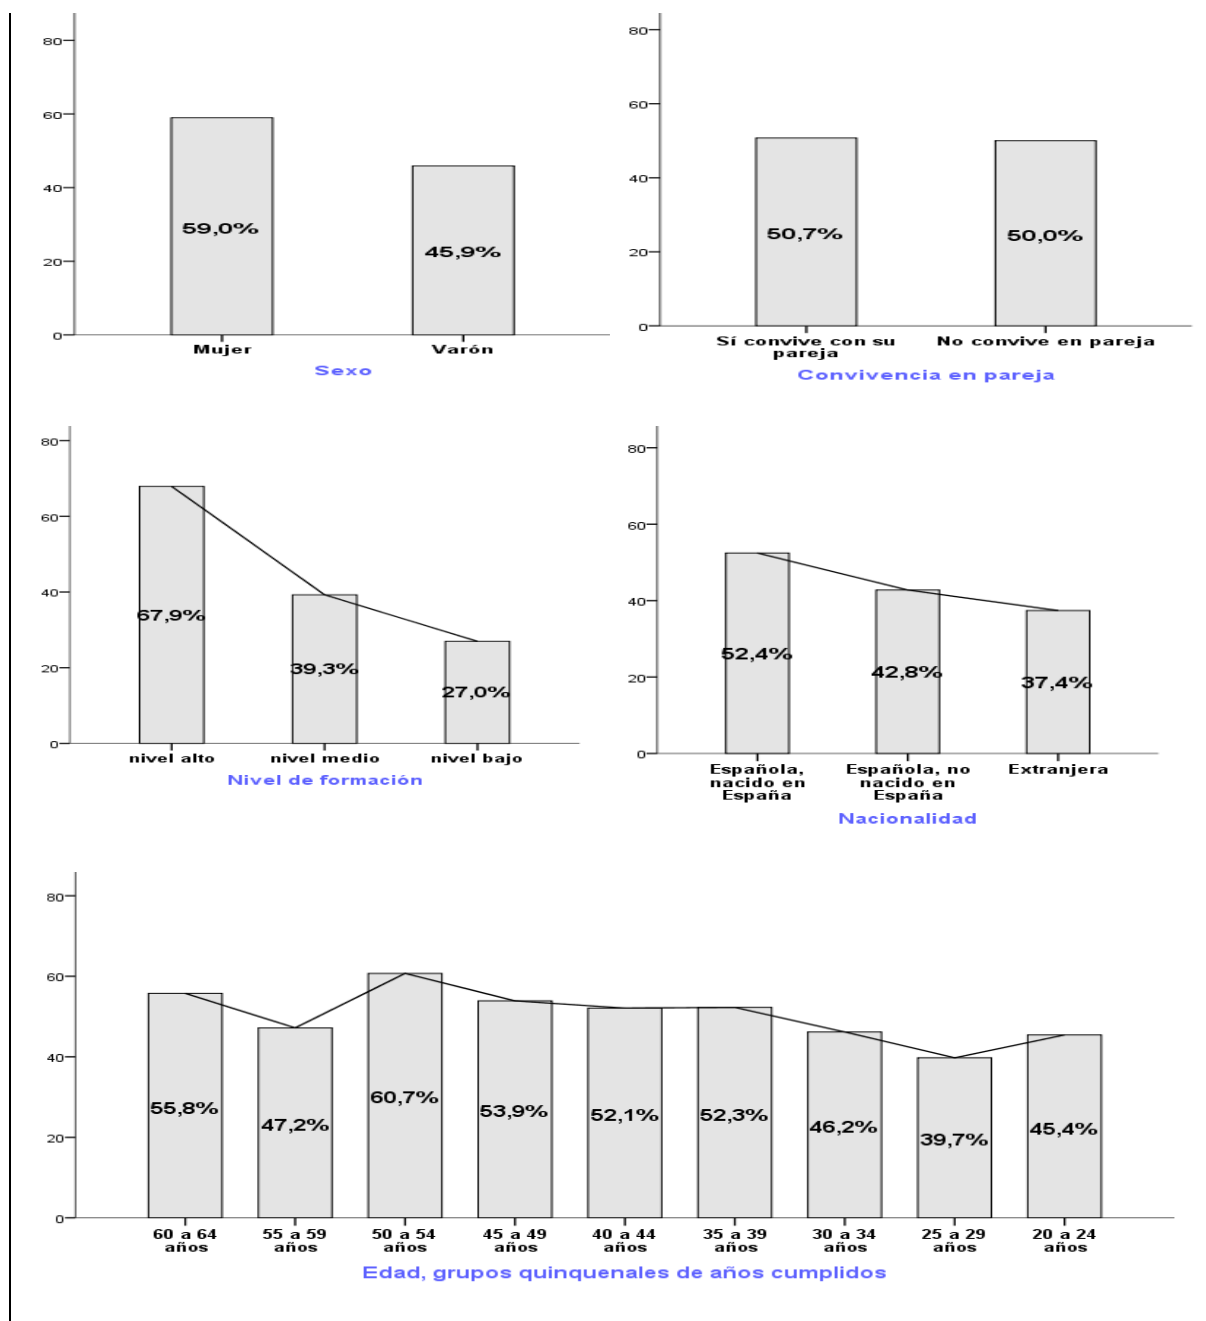 80
60
40
20
0
59,0%
45,9%
Mujer
Varón
Sexo
80
60
40
20
0
50,7%
50,0%
Sí convive con su
pareja
No convive en pareja
Convivencia en pareja
80
60
40
20
0
67,9%
39,3%
27,0%
nivel alto
nivel medio
nivel bajo
Nivel de formación
80
60
40
20
0
52,4%
42,8%
37,4%
Española,
nacido en
España
Española, no
nacido en
España
Extranjera
Nacionalidad
80
60
40
20
0
55,8%
47,2%
60,7%
53,9%
52,1%
52,3%
46,2%
39,7%
45,4%
60 a 64
años
55 a 59
años
50 a 54
años
45 a 49
años
40 a 44
años
35 a 39
años
30 a 34
años
25 a 29
años
20 a 24
años
Edad, grupos quinquenales de años cumplidos